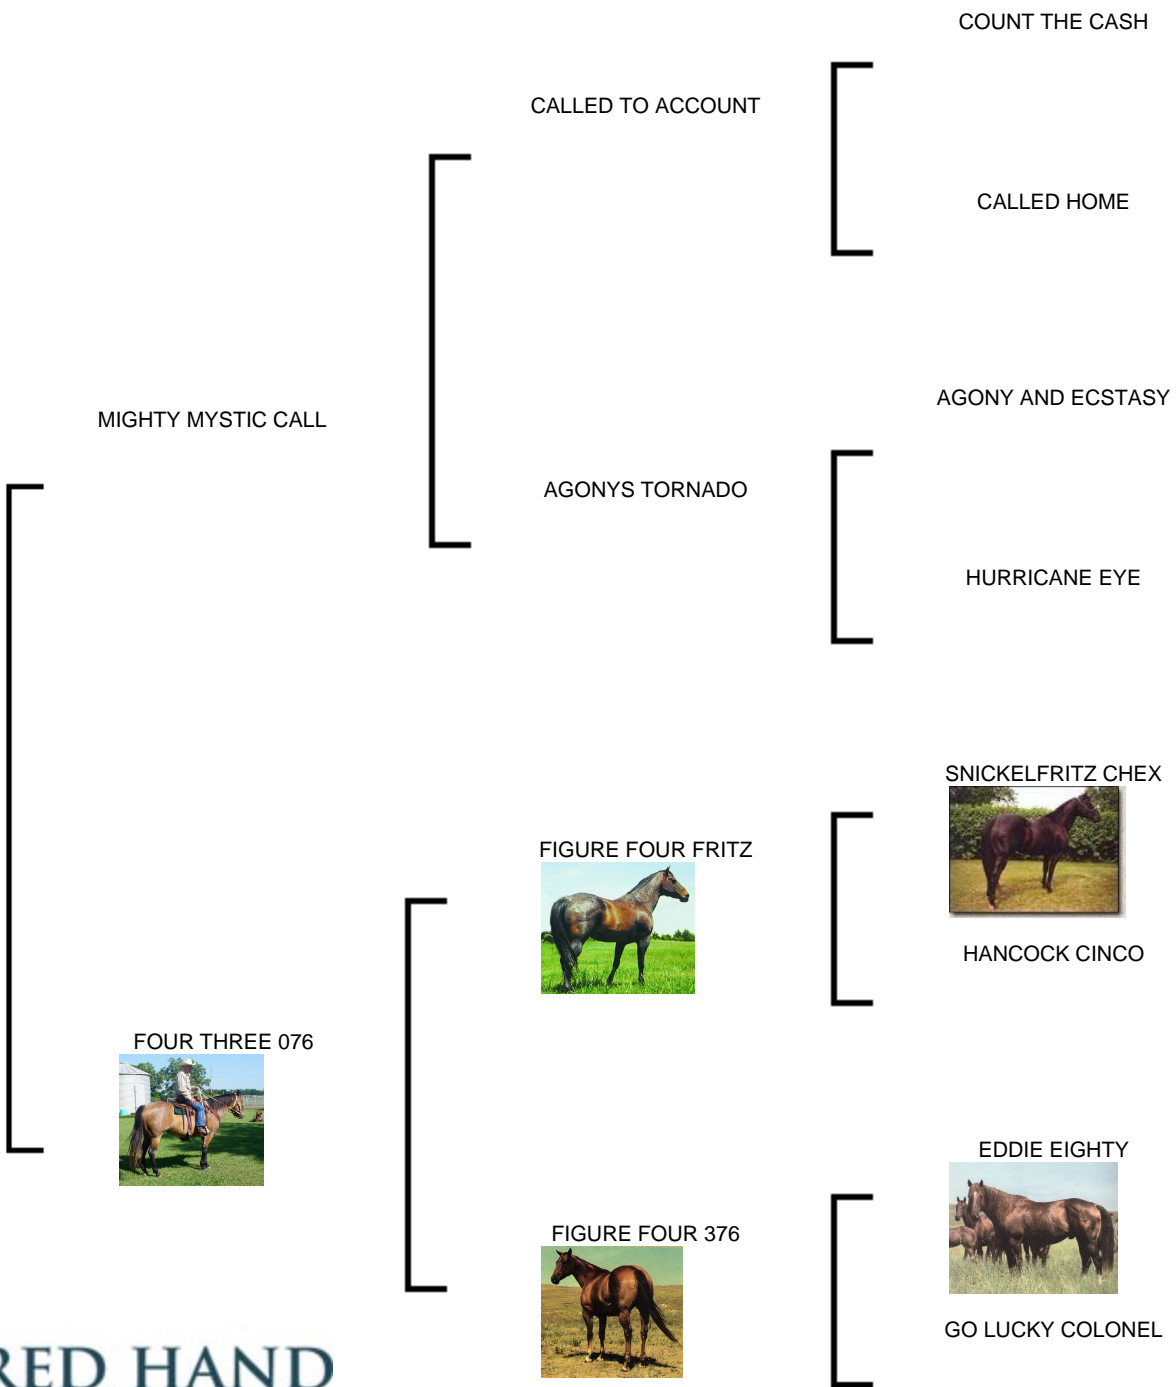 COUNT THE CASH
CALLED TO ACCOUNT
CALLED HOME
AGONY AND ECSTASY
MIGHTY MYSTIC CALL
AGONYS TORNADO
HURRICANE EYE
SNICKELFRITZ CHEX
FIGURE FOUR FRITZ
HANCOCK CINCO
FOUR THREE 076
EDDIE EIGHTY
FIGURE FOUR 376
GO LUCKY COLONEL
RED HAND